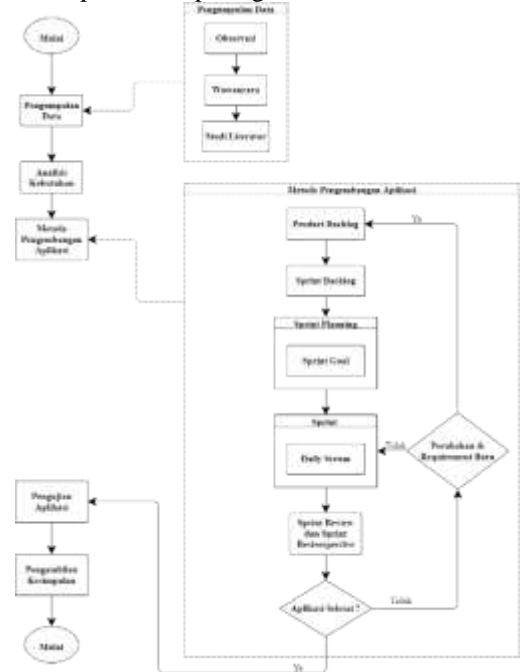 Pengumpulan Data
Mulai
Observasi
Wawancara
Studi Literatur
Pengumpulan
Data
Analisis
Kebutuhan
Metode
Pengembangan
Aplikasi
Metode Pengembangan Aplikasi
Product Backlog
Ya
Sprint Backlog
Sprint Planning
Sprint Goal
Sprint
Daily Scrum
Tidak
Perubahan &
Requirement Baru
Sprint Review
dan Sprint
Retrospective
Aplikasi Selesai ?
Tidak
Ya
Pengujian
Aplikasi
Pengambilan
Kesimpulan
Mulai